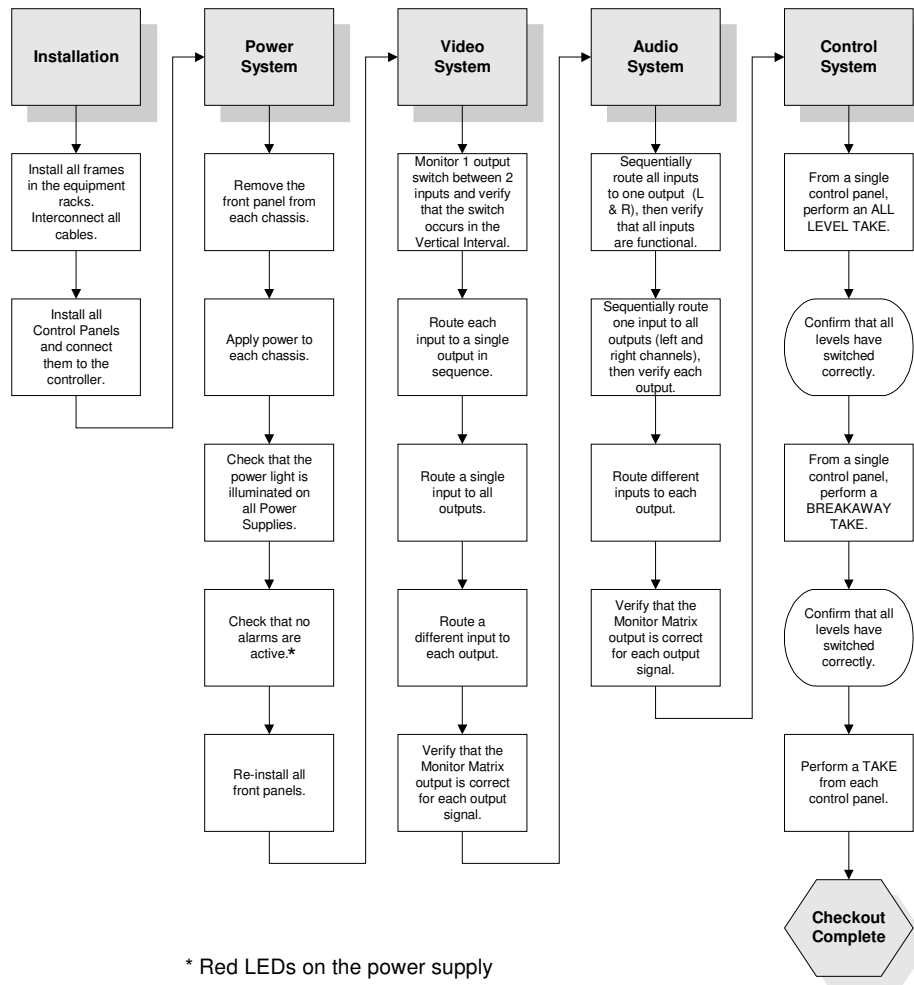 Installation
Install all frames
in the equipment
racks.
Interconnect all
cables.
Install all
Control Panels
and connect
them to the
controller.
Power
System
Remove the
front panel from
each chassis.
Apply power to
each chassis.
Check that the
power light is
illuminated on
all Power
Supplies.
Check that no
alarms are
active.*
Re-install all
front panels.
Video
System
Monitor 1 output
switch between 2
inputs and verify
that the switch
occurs in the
Vertical Interval.
Route each
input to a single
output in
sequence.
Route a single
input to all
outputs.
Route a
different input to
each output.
Verify that the
Monitor Matrix
output is correct
for each output
signal.
Audio
System
Sequentially
route all inputs
to one output (L
& R), then verify
that all inputs
are functional.
Sequentially route
one input to all
outputs (left and
right channels),
then verify each
output.
Route different
inputs to each
output.
Verify that the
Monitor Matrix
output is correct
for each output
signal.
Control
System
From a single
control panel,
perform an ALL
LEVEL TAKE.
Confirm that all
levels have
switched
correctly.
From a single
control panel,
perform a
BREAKAWAY
TAKE.
Confirm that all
levels have
switched
correctly.
Perform a TAKE
from each
control panel.
Checkout
Complete
* Red LEDs on the power supply